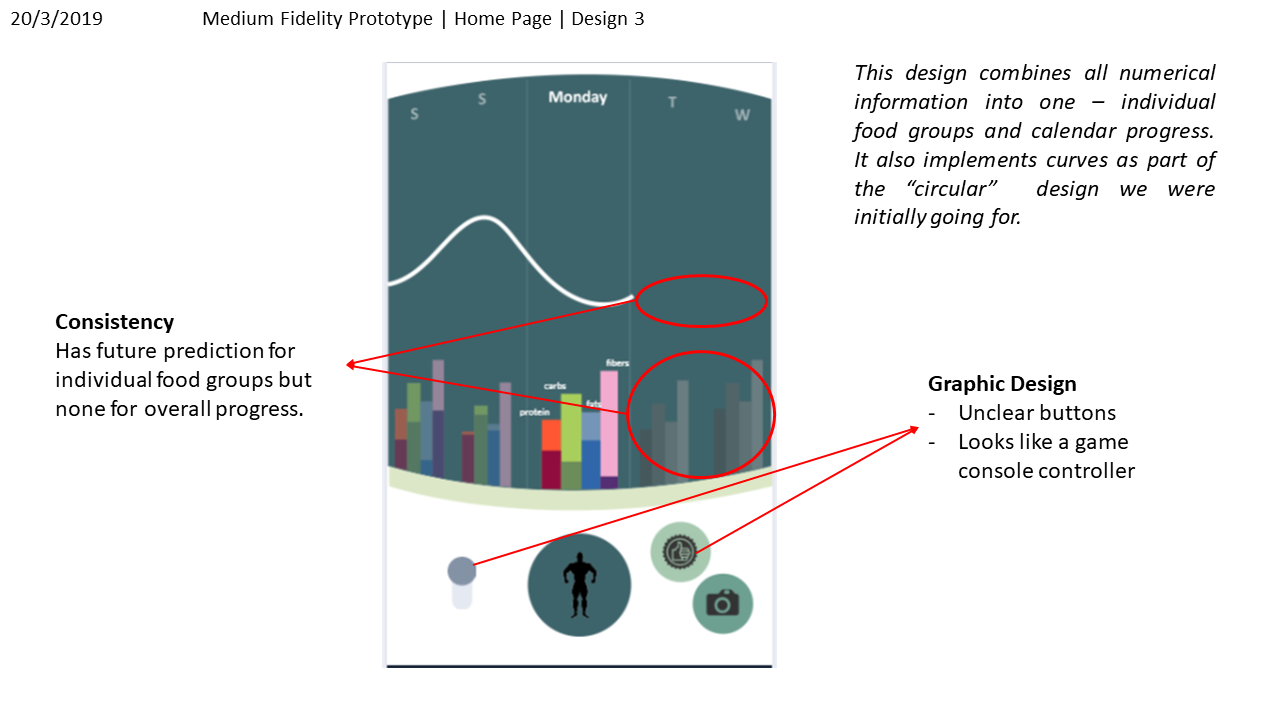 20/3/2019 Medium Fidelity Prototype | Home Page | Design 3
This design combines all numerical
information into one – individual
food groups and calendar progress.
It also implements curves as part of
the “circular” design we were
initially going for.
S S Monday T W
Consistency
Has future prediction for
individual food groups but
none for overall progress.
protein carbs fats fibers
Graphic Design
- Unclear buttons
- Looks like a game
console controller